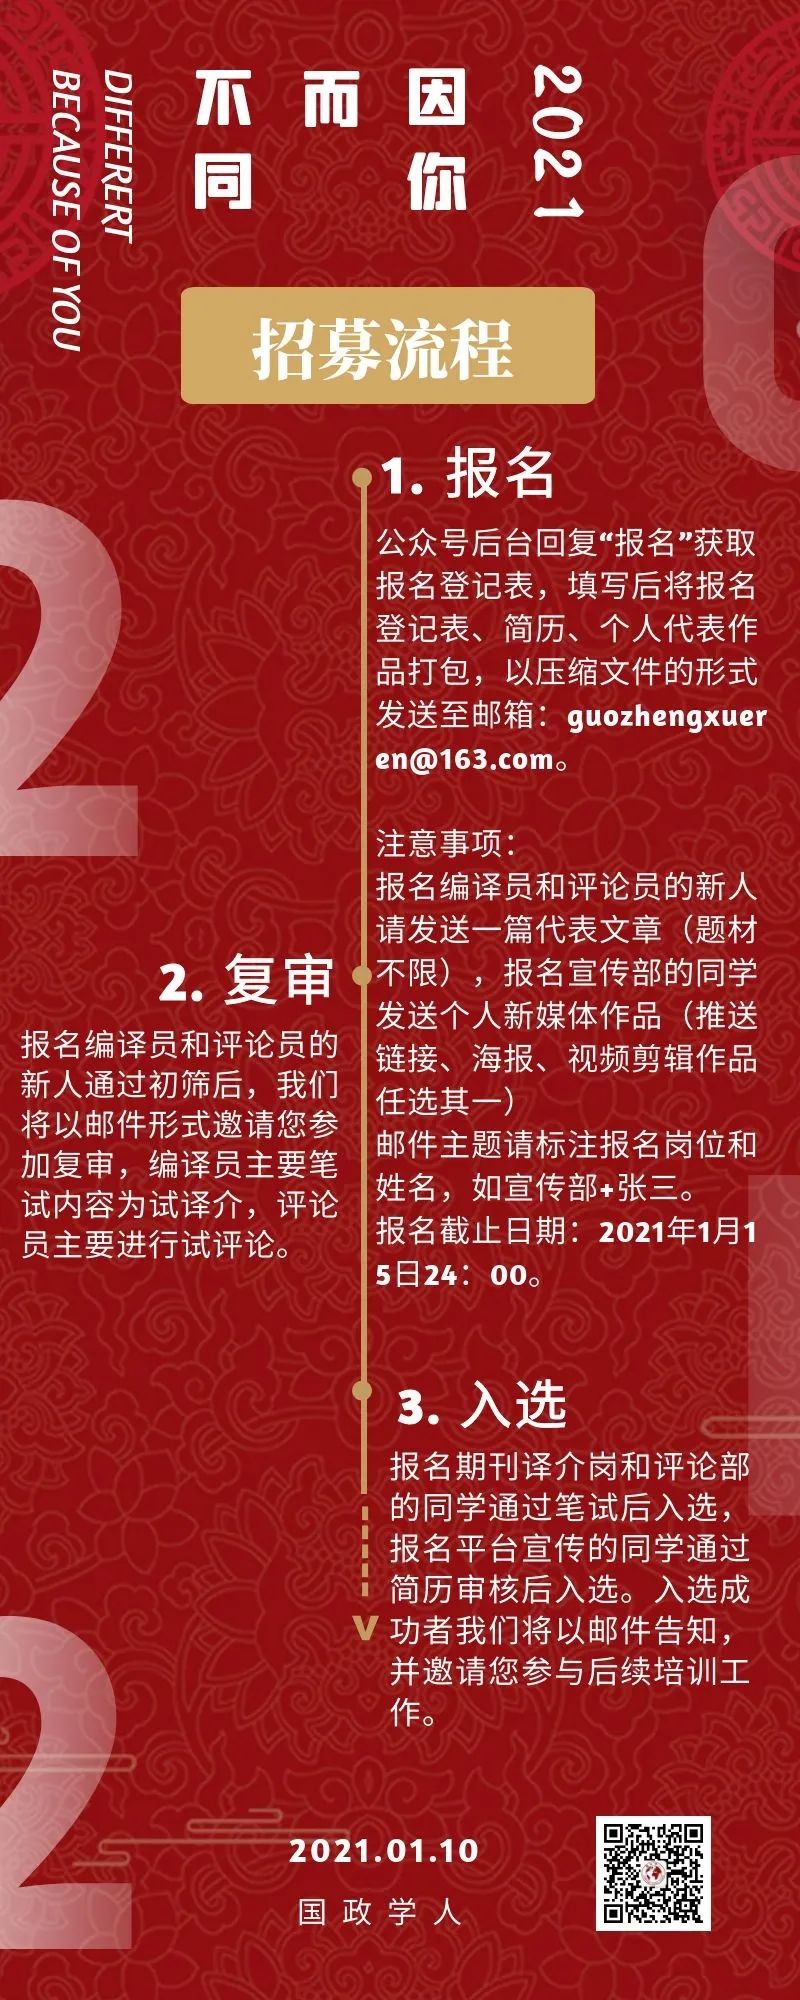 2021
因你
而
不同
DIFFERERT
BECAUSE OF YOU
招募流程
1. 报名
公众号后台回复“报名”获取
报名登记表，填写后将报名
登记表、简历、个人代表作
品打包，以压缩文件的形式
发送至邮箱：guozhengxuer
en@163.com。
注意事项：
报名编译员和评论员的新人
请发送一篇代表文章（题材
不限），报名宣传部的同学
发送个人新媒体作品（推送
链接、海报、视频剪辑作品
任选其一）
邮件主题请标注报名岗位和
姓名，如宣传部+张三。
报名截止日期：2021年1月1
5日24：00。
2. 复审
报名编译员和评论员的
新人通过初筛后，我们
将以邮件形式邀请您参
加复审，编译员主要笔
试内容为试译介，评论
员主要进行试评论。
3. 入选
报名期刊译介岗和评论部
的同学通过笔试后入选，
报名平台宣传的同学通过
简历审核后入选。入选成
功者我们将以邮件告知，
并邀请您参与后续培训工
作。
2021.01.10
国政学人
2
0
2
1